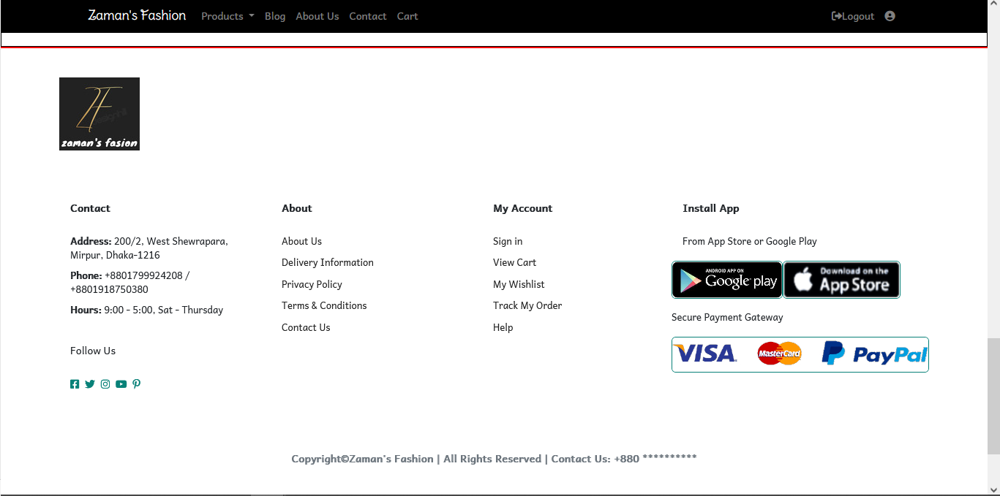 Zaman's Fashion Products Blog About Us Contact Cart Logout
zaman's fasion
Contact
Address: 200/2, West Shewrapara,
Mirpur, Dhaka-1216
Phone: +8801799924208 /
+8801918750380
Hours: 9:00 - 5:00, Sat - Thursday
Follow Us
About
About Us
Delivery Information
Privacy Policy
Terms & Conditions
Contact Us
My Account
Sign in
View Cart
My Wishlist
Track My Order
Help
Install App
From App Store or Google Play
ANDROID APP ON
Google play
Download on the
App Store
Secure Payment Gateway
VISA MasterCard PayPal
Copyright©Zaman's Fashion | All Rights Reserved | Contact Us: +880 **********